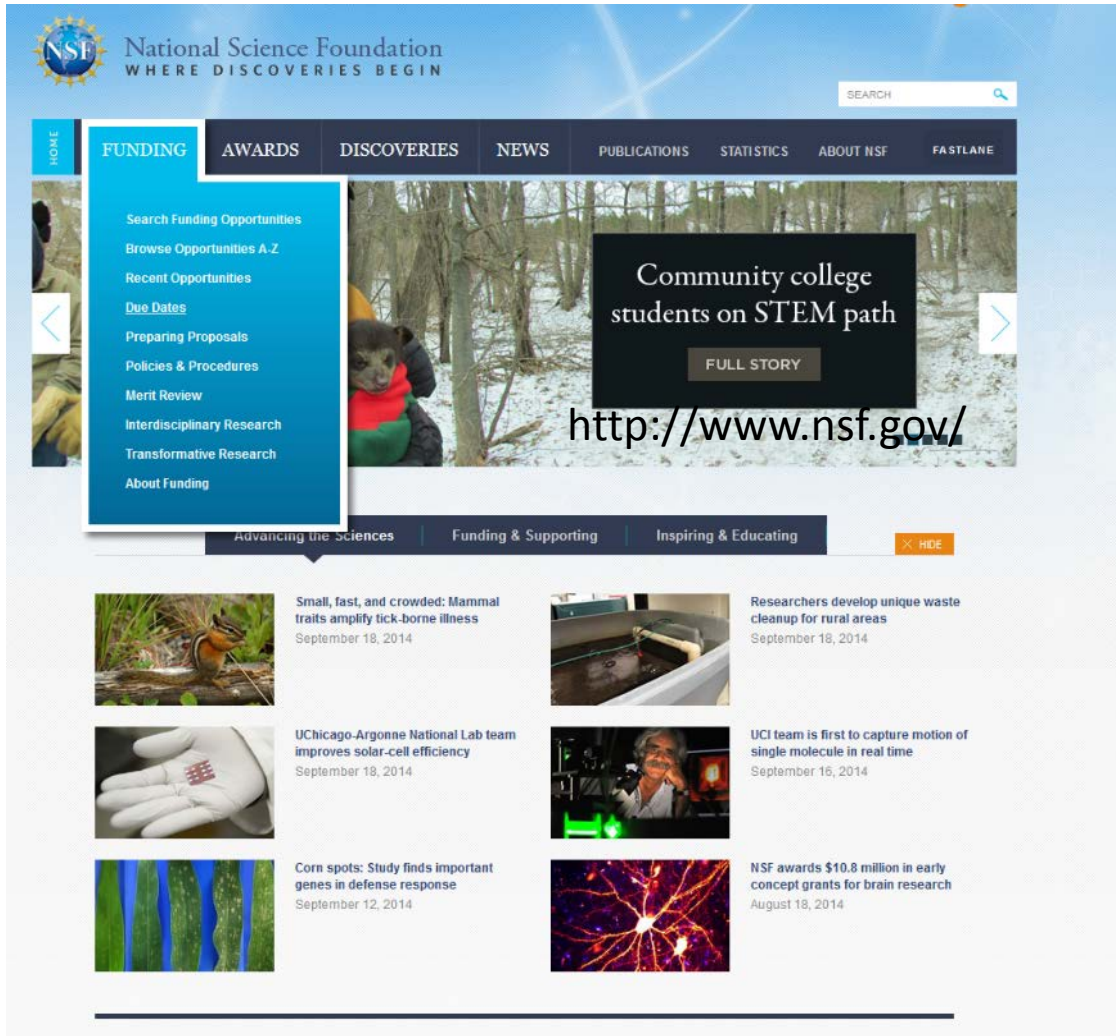 NSF
National Science Foundation
WHERE DISCOVERIES BEGIN
SEARCH
HOME
FUNDING
AWARDS
DISCOVERIES
NEWS
PUBLICATIONS
STATISTICS
ABOUT NSF
FASTLANE
Search Funding Opportunities
Browse Opportunities A-Z
Recent Opportunities
Due Dates
Preparing Proposals
Policies & Procedures
Merit Review
Interdisciplinary Research
Transformative Research
About Funding
Community college
students on STEM path
FULL STORY
http://www.nsf.gov/
Advancing the Sciences
Funding & Supporting
Inspiring & Educating
HIDE
Small, fast, and crowded: Mammal
traits amplify tick-borne illness
September 18, 2014
Researchers develop unique waste
cleanup for rural areas
September 18, 2014
UChicago-Argonne National Lab team
improves solar-cell efficiency
September 18, 2014
UCI team is first to capture motion of
single molecule in real time
September 16, 2014
Corn spots: Study finds important
genes in defense response
September 12, 2014
NSF awards $10.8 million in early
concept grants for brain research
August 18, 2014